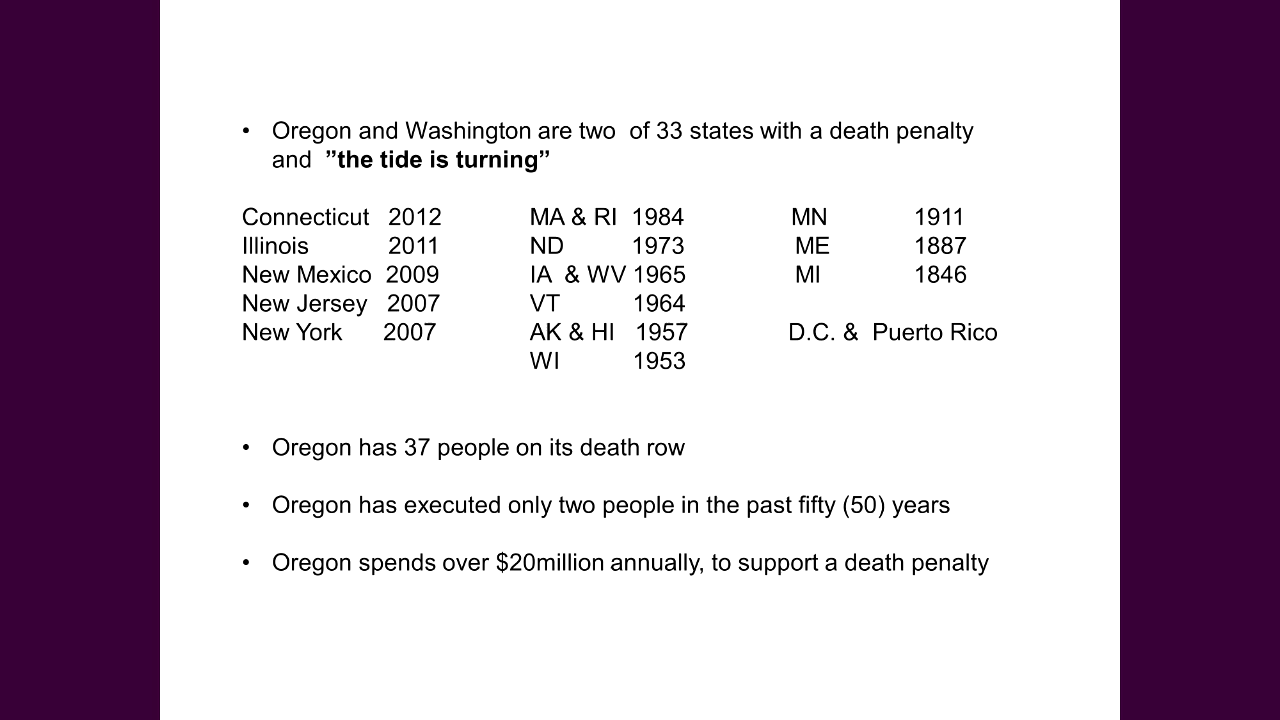 • Oregon and Washington are two of 33 states with a death penalty
and ”the tide is turning”
Connecticut 2012 MA & RI 1984 MN 1911
Illinois 2011 ND 1973 ME 1887
New Mexico 2009 IA & WV 1965 MI 1846
New Jersey 2007 VT 1964
New York 2007 AK & HI 1957 D.C. & Puerto Rico
WI 1953
• Oregon has 37 people on its death row
• Oregon has executed only two people in the past fifty (50) years
• Oregon spends over $20million annually, to support a death penalty